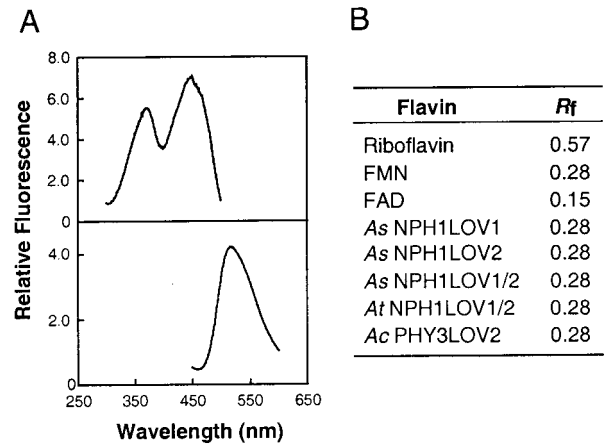 A
B
8.0
6.0
4.0
2.0
0
4.0
2.0
0
250 350 450 550 650
Relative Fluorescence
Wavelength (nm)
Flavin Rf
Riboflavin 0.57
FMN 0.28
FAD 0.15
As NPH1LOV1 0.28
As NPH1LOV2 0.28
As NPH1LOV1/2 0.28
At NPH1LOV1/2 0.28
Ac PHY3LOV2 0.28